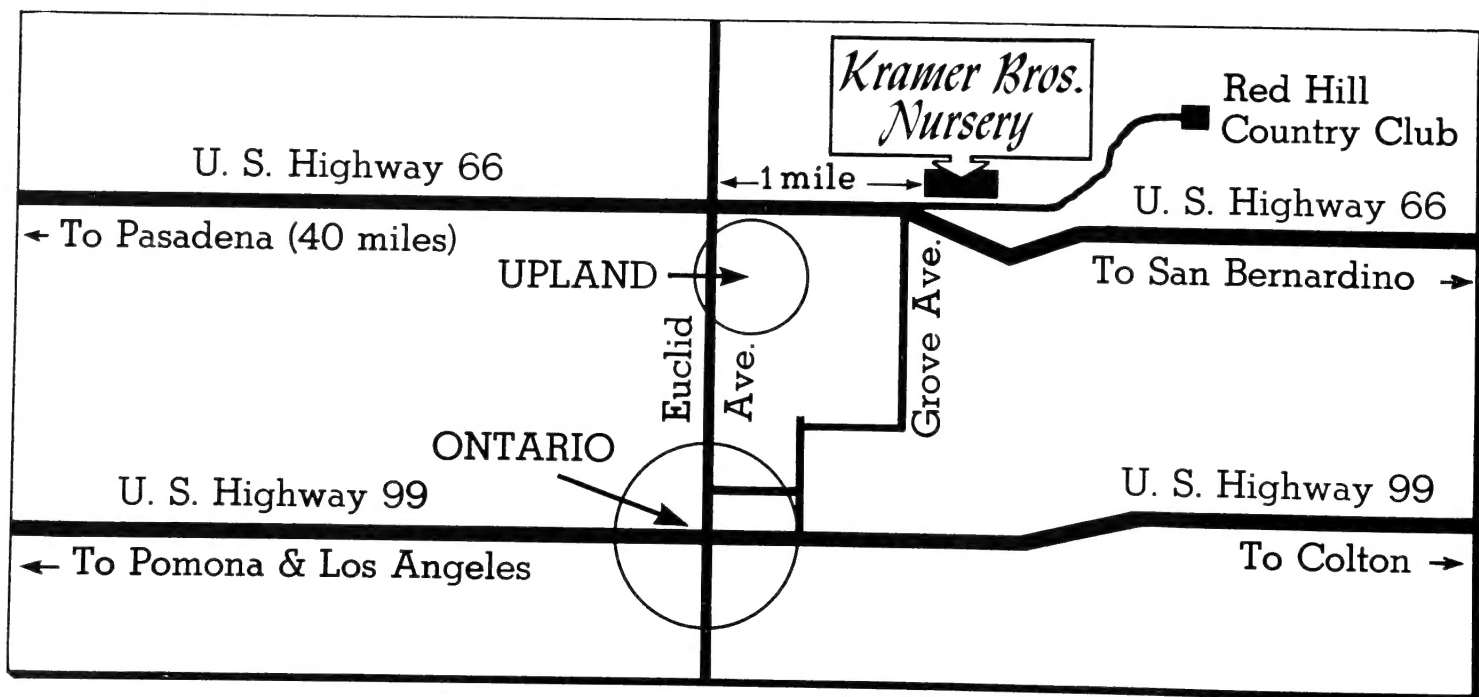 Kramer Bros.
Nursery
Red Hill
Country Club
U. S. Highway 66
←1 mile→
U. S. Highway 66
← To Pasadena (40 miles)
To San Bernardino →
UPLAND
Euclid
Ave.
Grove Ave.
ONTARIO
U. S. Highway 99
U. S. Highway 99
← To Pomona & Los Angeles
To Colton →